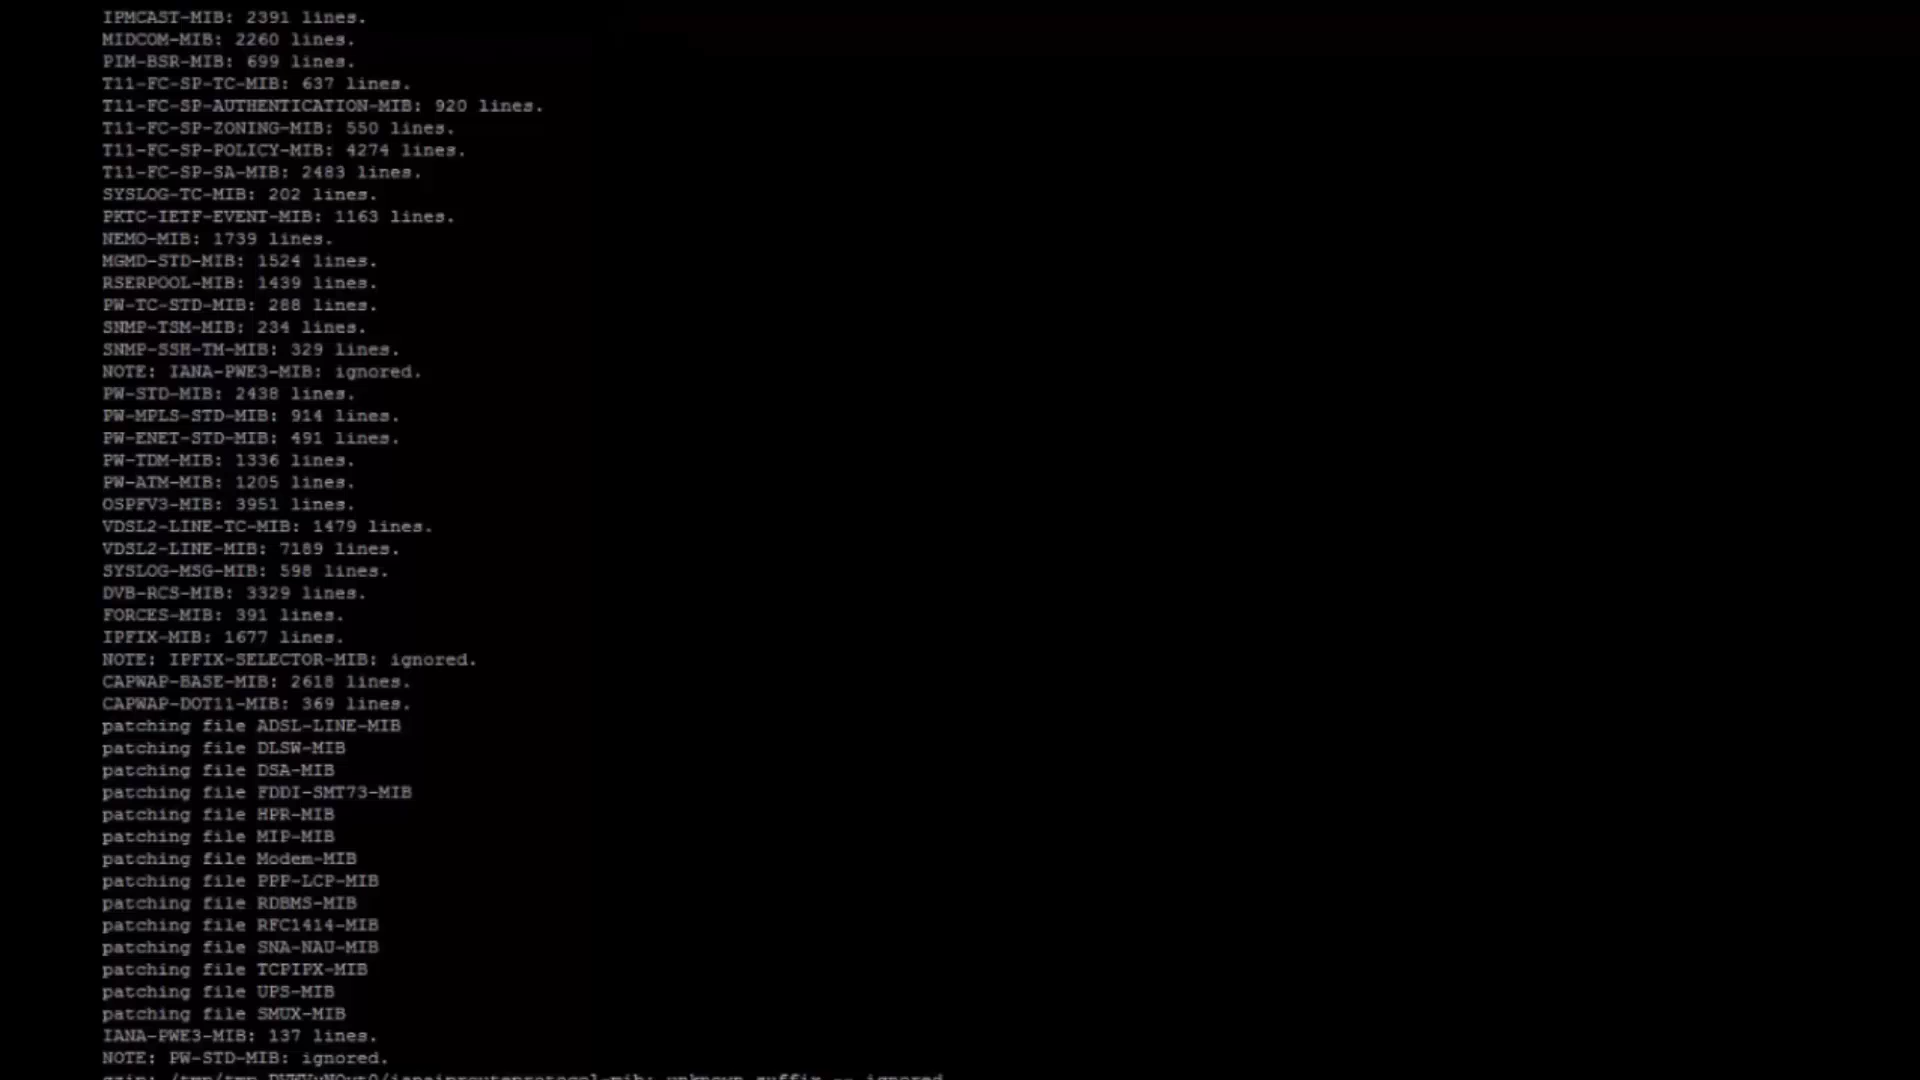 IPMCAST-MIB: 2391 lines.
MIDCOM-MIB: 2260 lines.
PIM-BSR-MIB: 699 lines.
T11-FC-SP-TC-MIB: 637 lines.
T11-FC-SP-AUTHENTICATION-MIB: 920 lines.
T11-FC-SP-ZONING-MIB: 550 lines.
T11-FC-SP-POLICY-MIB: 4274 lines.
T11-FC-SP-SA-MIB: 2483 lines.
SYSLOG-TC-MIB: 202 lines.
PKTC-IETF-EVENT-MIB: 1163 lines.
NEMO-MIB: 1739 lines.
MGMD-STD-MIB: 1524 lines.
RSERPOOL-MIB: 1439 lines.
PW-TC-STD-MIB: 288 lines.
SNMP-TSM-MIB: 234 lines.
SNMP-SSH-TM-MIB: 329 lines.
NOTE: IANA-PWE3-MIB: ignored.
PW-STD-MIB: 2438 lines.
PW-MPLS-STD-MIB: 914 lines.
PW-ENET-STD-MIB: 491 lines.
PW-TDM-MIB: 1336 lines.
PW-ATM-MIB: 1205 lines.
OSPFV3-MIB: 3951 lines.
VDSL2-LINE-TC-MIB: 1479 lines.
VDSL2-LINE-MIB: 7189 lines.
SYSLOG-MSG-MIB: 598 lines.
DVB-RCS-MIB: 3329 lines.
FORCES-MIB: 391 lines.
IPFIX-MIB: 1677 lines.
NOTE: IPFIX-SELECTOR-MIB: ignored.
CAPWAP-BASE-MIB: 2618 lines.
CAPWAP-DOT11-MIB: 369 lines.
patching file ADSL-LINE-MIB
patching file DLSW-MIB
patching file DSA-MIB
patching file FDDI-SMT73-MIB
patching file HPR-MIB
patching file MIP-MIB
patching file Modem-MIB
patching file PPP-LCP-MIB
patching file RDBMS-MIB
patching file RFC1414-MIB
patching file SNA-NAU-MIB
patching file TCPIPX-MIB
patching file UPS-MIB
patching file SMUX-MIB
IANA-PWE3-MIB: 137 lines.
NOTE: PW-STD-MIB: ignored.
gzip: unknown suffix -- ignored